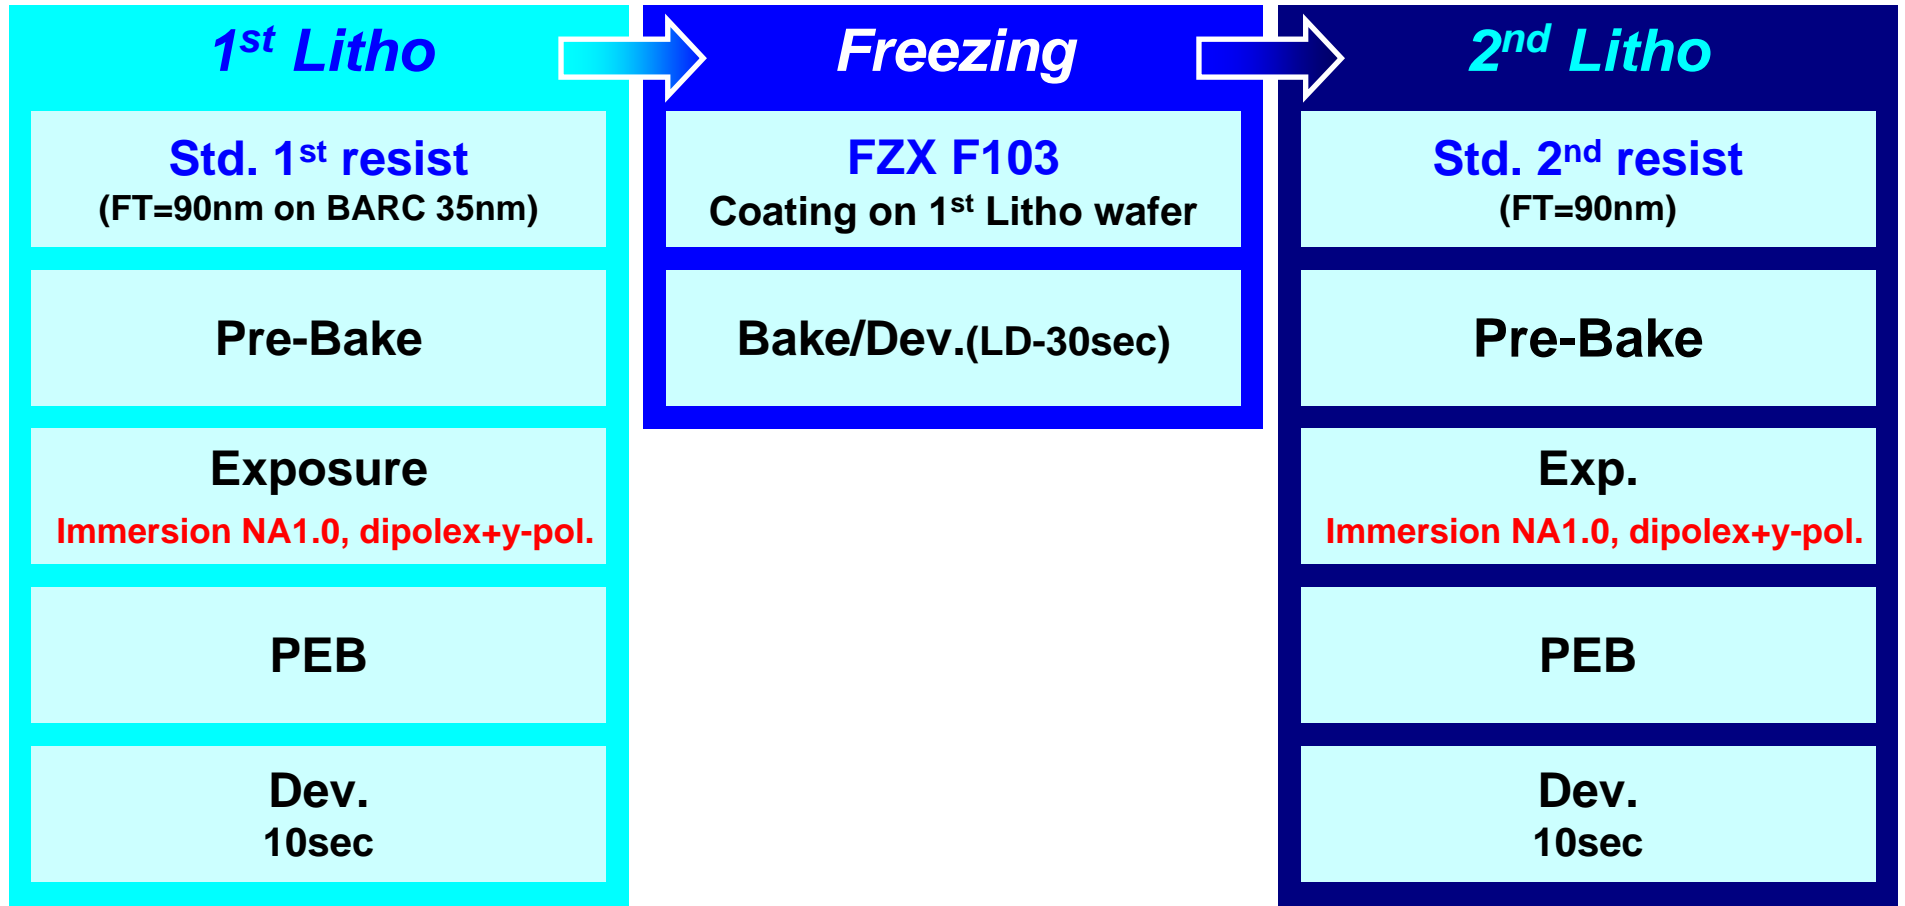 1st Litho
Std. 1st resist
(FT=90nm on BARC 35nm)
Pre-Bake
Exposure
Immersion NA1.0, dipolex+y-pol.
PEB
Dev.
10sec
Freezing
FZX F103
Coating on 1st Litho wafer
Bake/Dev.(LD-30sec)
2nd Litho
Std. 2nd resist
(FT=90nm)
Pre-Bake
Exp.
Immersion NA1.0, dipolex+y-pol.
PEB
Dev.
10sec